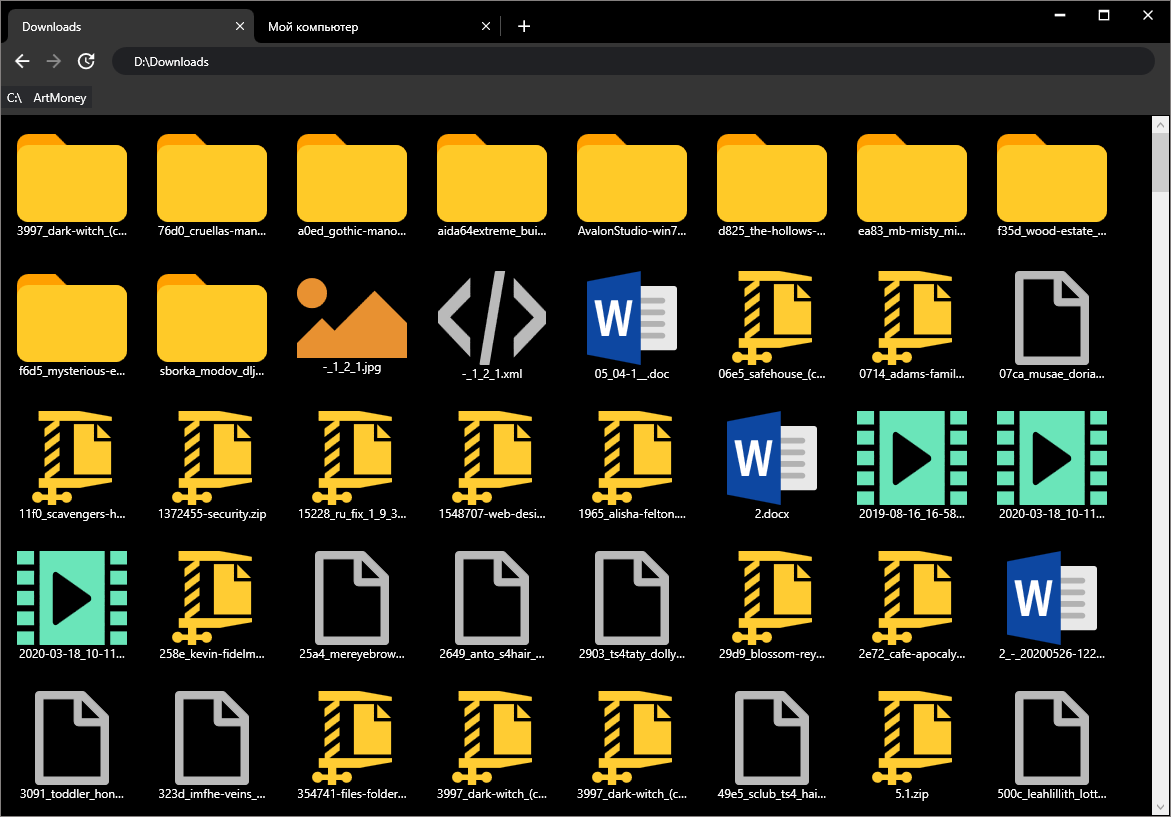 Downloads
Мой компьютер
D:\Downloads
C:\ ArtMoney
3997_dark-witch_(c...
76d0_cruellas-man...
a0ed_gothic-mano...
aida64extreme_bui...
AvalonStudio-win7...
d825_the-hollows-...
ea83_mb-misty_mi...
f35d_wood-estate_...
f6d5_mysterious-e...
sborka_modov_dlj...
-_1_2_1.jpg
-_1_2_1.xml
05_04-1__.doc
06e5_safehouse_(c...
0714_adams-famil...
07ca_musae_doria...
11f0_scavengers-h...
1372455-security.zip
15228_ru_fix_1_9_3...
1548707-web-desi...
1965_alisha-felton....
2.docx
2019-08-16_16-58...
2020-03-18_10-11...
2020-03-18_10-11...
258e_kevin-fidelm...
25a4_mereyebrow...
2649_anto_s4hair_...
2903_ts4taty_dolly...
29d9_blossom-rey...
2e72_cafe-apocaly...
2_-_20200526-122...
3091_toddler_hon...
323d_imfhe-veins_...
354741-files-folder...
3997_dark-witch_(c...
3997_dark-witch_(c...
49e5_sclub_ts4_hai...
5.1.zip
500c_leahlillith_lott...
W
W
W